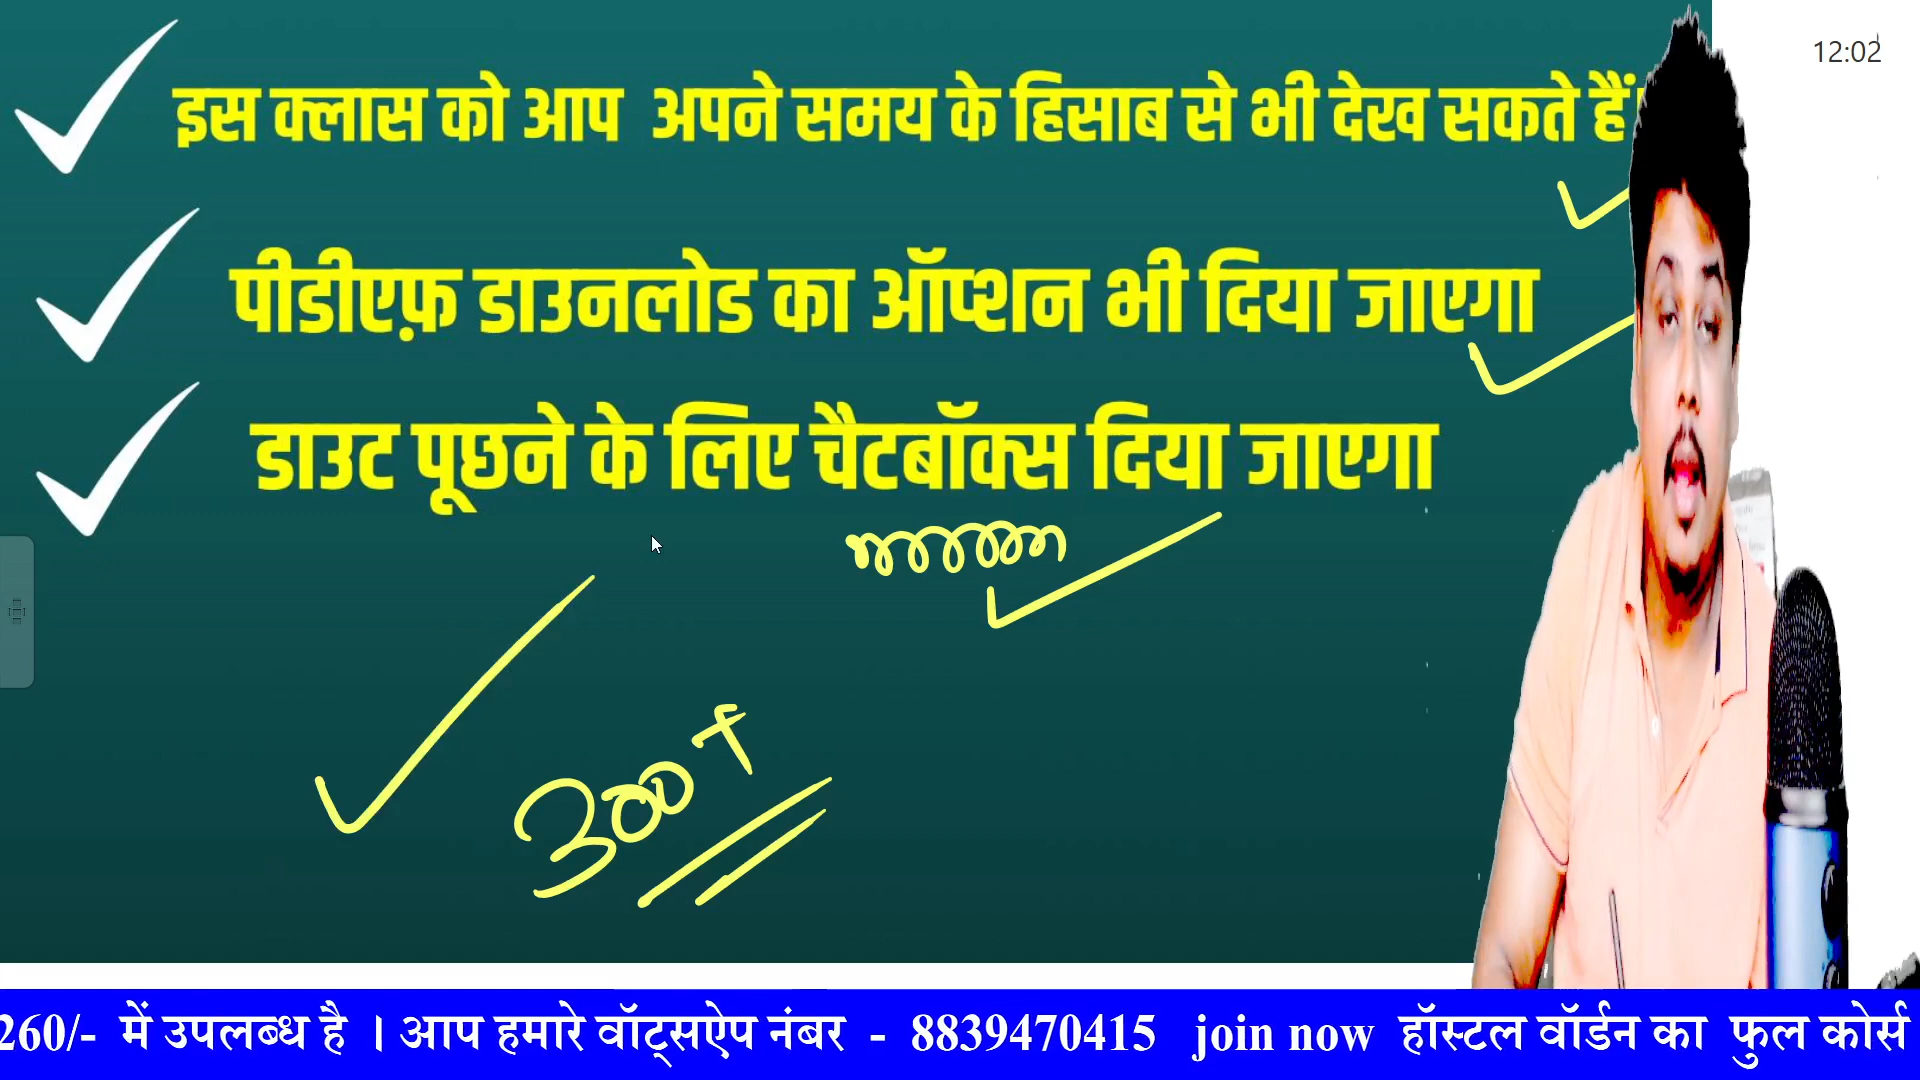 12:02
इस क्लास को आप अपने समय के हिसाब से भी देख सकते हैं
पीडीएफ़ डाउनलोड का ऑप्शन भी दिया जाएगा
डाउट पूछने के लिए चैटबॉक्स दिया जाएगा
300+
260/- में उपलब्ध है । आप हमारे वॉट्सऐप नंबर - 8839470415 join now हॉस्टल वॉर्डन का फुल कोर्स